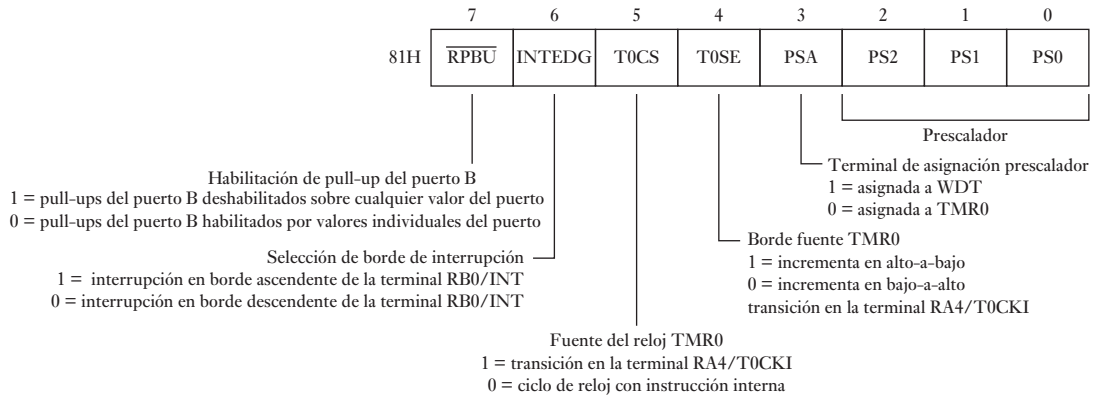 7 6 5 4 3 2 1 0
81H RPBU INTEDG T0CS T0SE PSA PS2 PS1 PS0
Prescalador
Terminal de asignación prescalador
1 = asignada a WDT
0 = asignada a TMR0
Habilitación de pull-up del puerto B
1 = pull-ups del puerto B deshabilitados sobre cualquier valor del puerto
0 = pull-ups del puerto B habilitados por valores individuales del puerto
Borde fuente TMR0
1 = incrementa en alto-a-bajo
0 = incrementa en bajo-a-alto
transición en la terminal RA4/T0CKI
Selección de borde de interrupción
1 = interrupción en borde ascendente de la terminal RB0/INT
0 = interrupción en borde descendente de la terminal RB0/INT
Fuente del reloj TMR0
1 = transición en la terminal RA4/T0CKI
0 = ciclo de reloj con instrucción interna